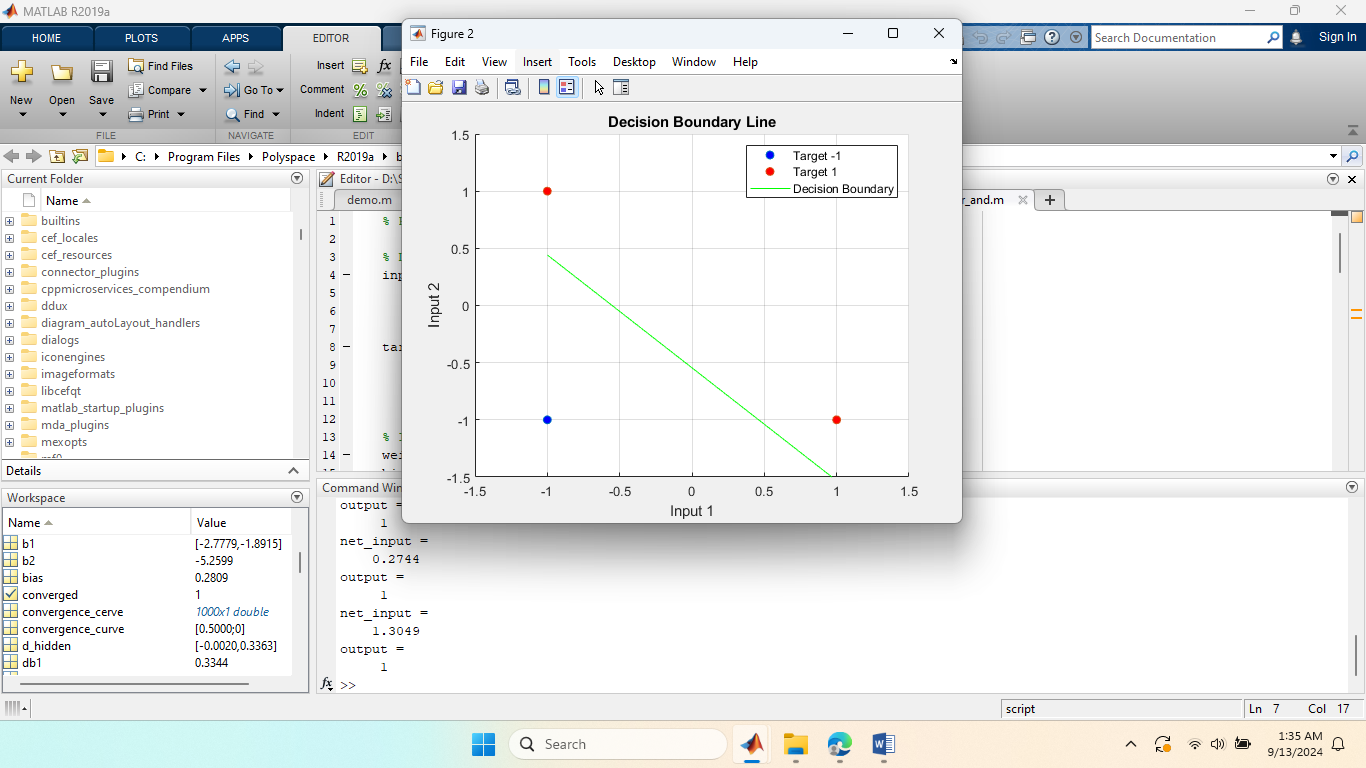 MATLAB R2019a
HOME
PLOTS
APPS
EDITOR
Search Documentation
Sign In
New
Open
Save
Find Files
Compare
Print
FILE
Go To
Find
NAVIGATE
Insert
Comment
Indent
fx
EDIT
C: Program Files Polyspace R2019a b
Current Folder
Name
builtins
cef_locales
cef_resources
connector_plugins
cppmicroservices_compendium
ddux
diagram_autoLayout_handlers
dialogs
iconengines
imageformats
libcefqt
matlab_startup_plugins
mda_plugins
mexopts
Details
Workspace
Name Value
b1 [-2.7779,-1.8915]
b2 -5.2599
bias 0.2809
converged 1
convergence_cerve 1000x1 double
convergence_curve [0.5000;0]
d_hidden [-0.0020,0.3363]
db1 0.3344
Editor - D:\S
demo.m
r_and.m
1 % I
2
3 % I
4 inp
5
6
7
8 tar
9
10
11
12
13 % I
14 wei
Figure 2
File Edit View Insert Tools Desktop Window Help
Decision Boundary Line
Target -1
Target 1
Decision Boundary
1.5
1
0.5
0
-0.5
-1
-1.5
Input 2
-1.5 -1 -0.5 0 0.5 1 1.5
Input 1
Command Win
output =
1
net_input =
0.2744
output =
1
net_input =
1.3049
output =
1
fx >>
script
Ln 7 Col 17
Search
1:35 AM
9/13/2024